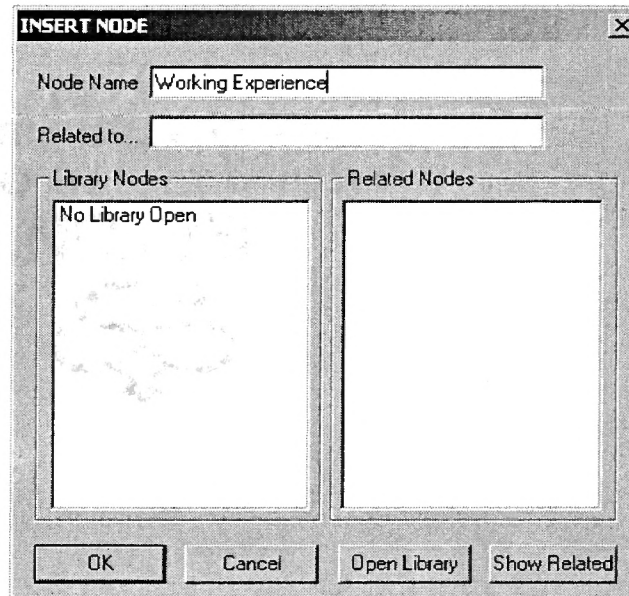 INSERT NODE
Node Name Working Experience
Related to...
Library Nodes
Related Nodes
No Library Open
OK Cancel Open Library Show Related